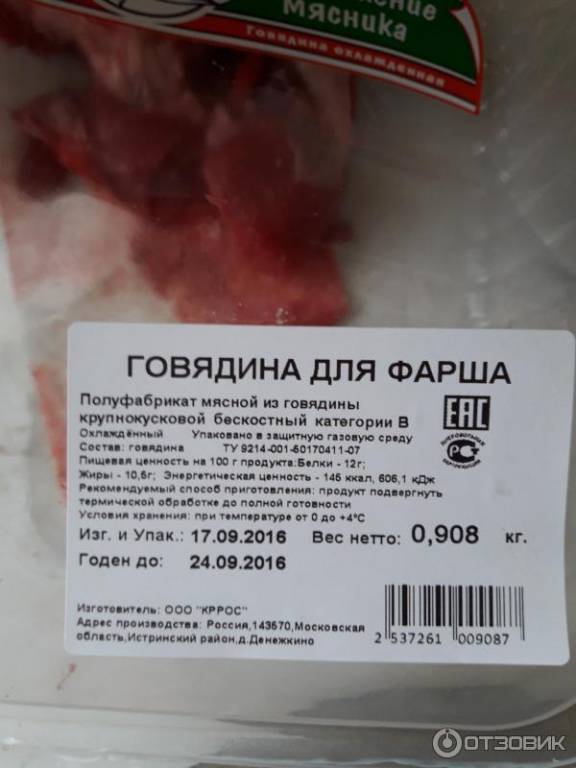 Мясника
Говядина охлажденная
ГОВЯДИНА ДЛЯ ФАРША
Полуфабрикат мясной из говядины
крупнокусковой бескостный категории В
EAC
Охлаждённый Упаковано в защитную газовую среду
Состав: говядина ТУ 9214-001-50170411-07
Пищевая ценность на 100 г продукта:Белки - 12г;
Жиры - 10,6г; Энергетическая ценность - 146 ккал, 606,1 кДж
Рекомендуемый способ приготовления: продукт подвергнуть
термической обработке до полной готовности
Условия хранения: при температуре от 0 до +4°С
Изг. и Упак.: 17.09.2016 Вес нетто: 0,908 кг.
Годен до: 24.09.2016
Изготовитель: ООО "КРРОС"
Адрес производства: Россия,143570,Московская
область,Истринский район,д.Денежкино
2 537261 009087
ОТЗОВИК